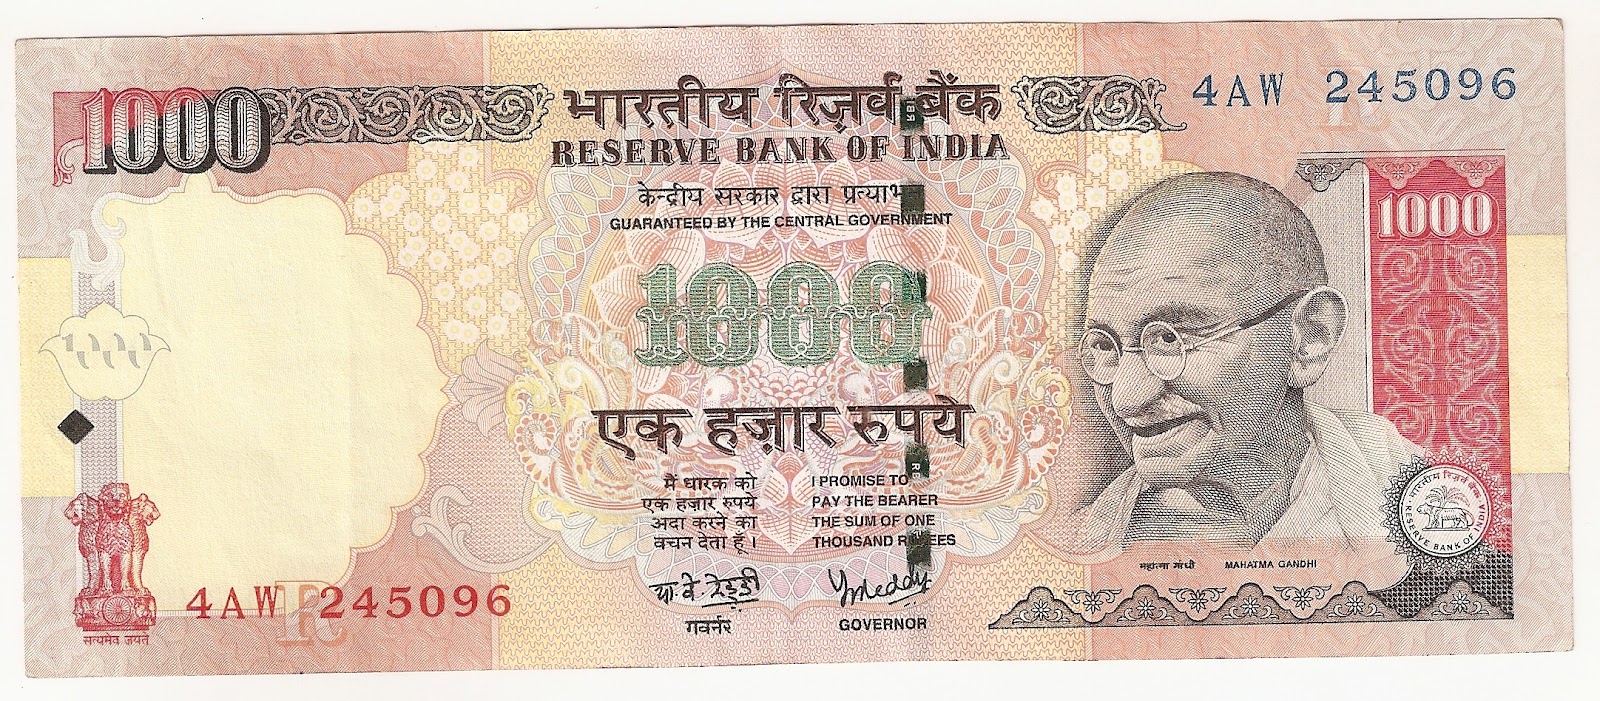 1000
भारतीय रिज़र्व बैंक
4AW 245096
RESERVE BANK OF INDIA
केन्द्रीय सरकार द्वारा
GUARANTEED BY THE CENTRAL GOVERNMENT
1000
1000
१०००
एक हज़ार रुपये
मैं धारक को
एक हज़ार रुपये
अदा करने का
वचन देता हूँ ।
I PROMISE TO
PAY THE BEARER
THE SUM OF ONE
THOUSAND RUPEES
भारतीय रिज़र्व बैंक
RESERVE BANK OF INDIA
महात्मा गांधी MAHATMA GANDHI
4AW 245096
R
या. वे. रेड्डी
YVReddy
गवर्नर
GOVERNOR
सत्यमेव जयते